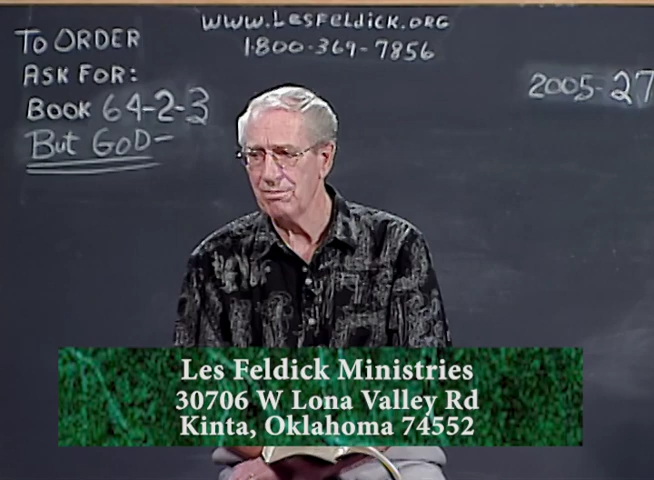 WWW.LESFELDICK.ORG
1-800-369-7856
TO ORDER
ASK FOR:
BOOK 64-2-3
BUT GOD-
2005-27
Les Feldick Ministries
30706 W Lona Valley Rd
Kinta, Oklahoma 74552